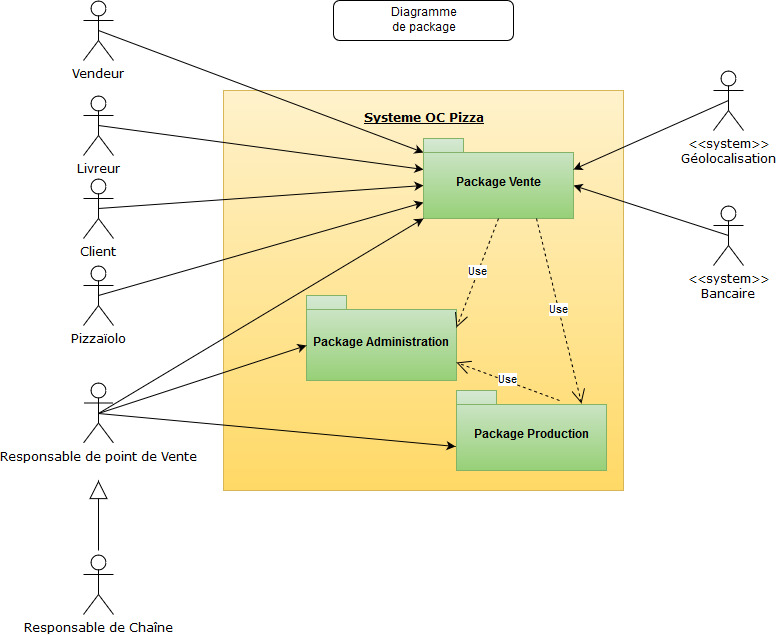 Diagramme
de package
Vendeur
Systeme OC Pizza
<<system>>
Géolocalisation
Livreur
Package Vente
Client
Use
<<system>>
Bancaire
Use
Pizzaïolo
Package Administration
Use
Package Production
Responsable de point de Vente
Responsable de Chaîne